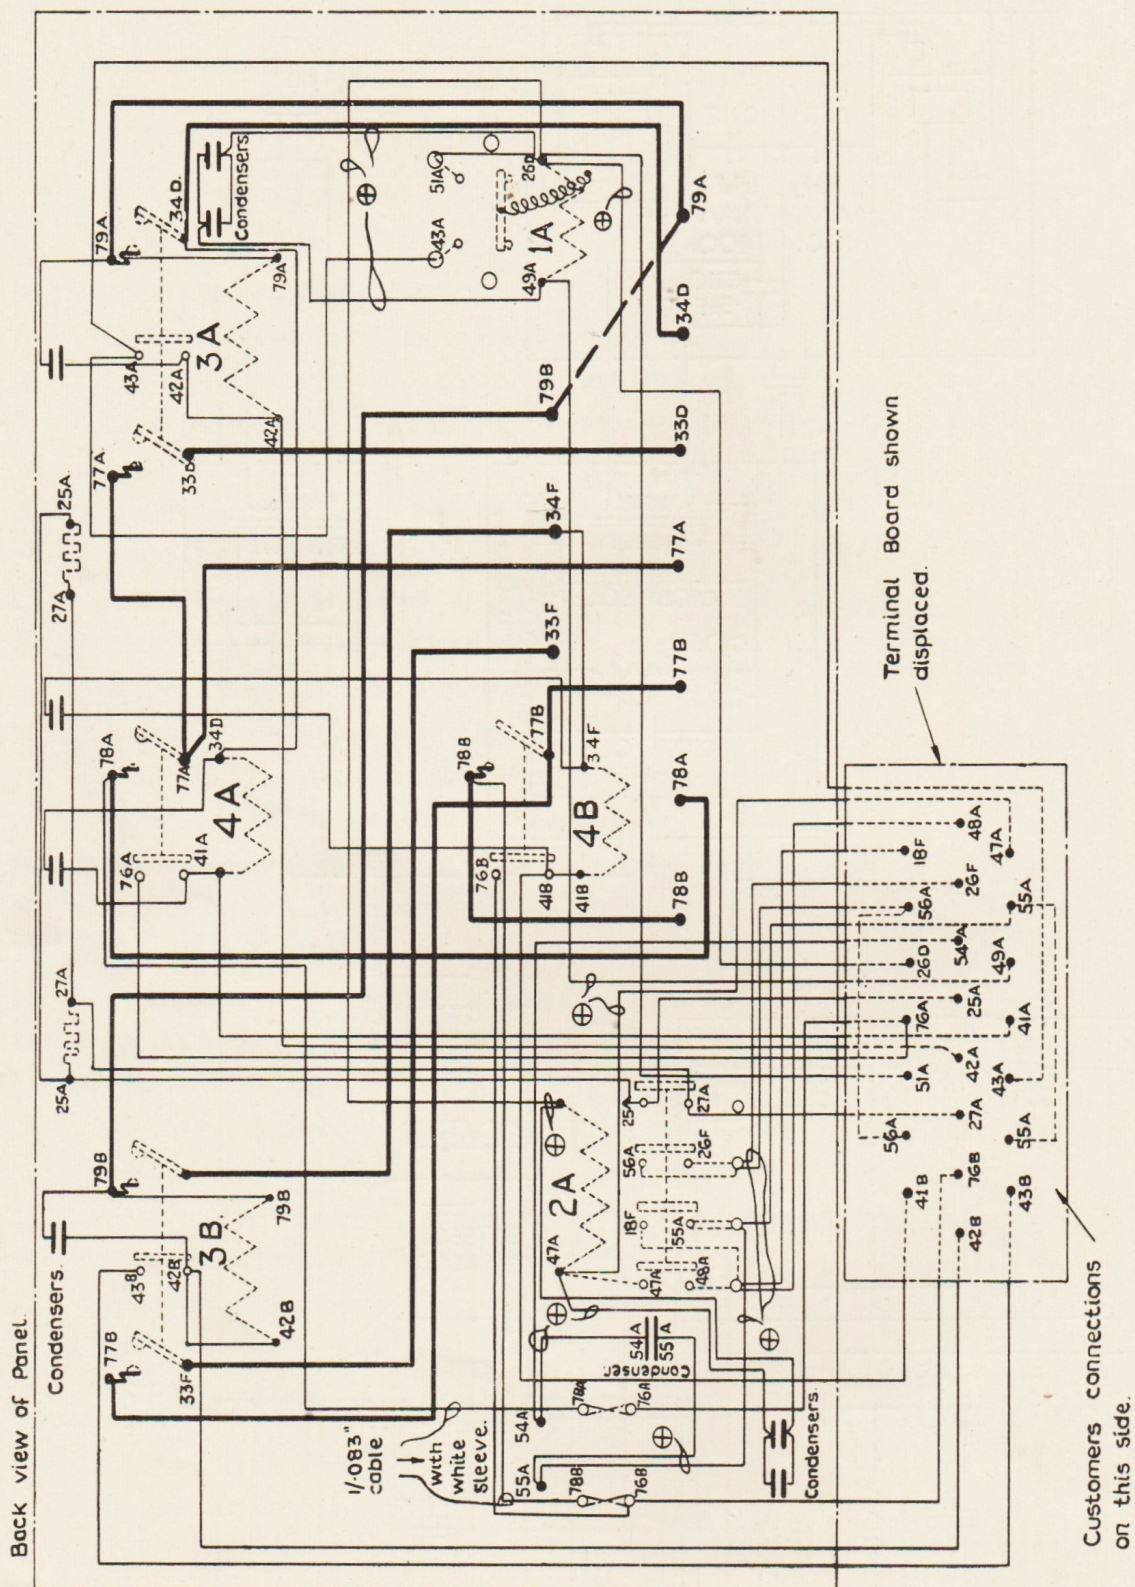 Back view of Panel.
Condensers.
77B
33F
43B
42B
3B
42B
79B
79B
25A
27A
78A
76A
77A
41A
4A
34D
27A
25A
77A
33D
43A
42A
3A
42A
79A
79A
34D
Condensers
43A
51A
49A
1A
26D
79A
34D
79B
33D
34F
77A
33F
77B
78B
77B
76B
41B
41B
4B
34F
78A
78B
1/·083"
cable
with
white
sleeve.
54A
55A
78B
76B
78A
76A
Condenser
54A
55A
Condensers.
47A
2A
47A
48A
18F
55A
56A
26F
25A
27A
Terminal Board shown
displaced.
18F
48A
47A
56A
26F
55A
26D
54A
49A
76A
25A
41A
51A
42A
43A
56A
27A
55A
41B
76B
43B
42B
Customers connections
on this side.